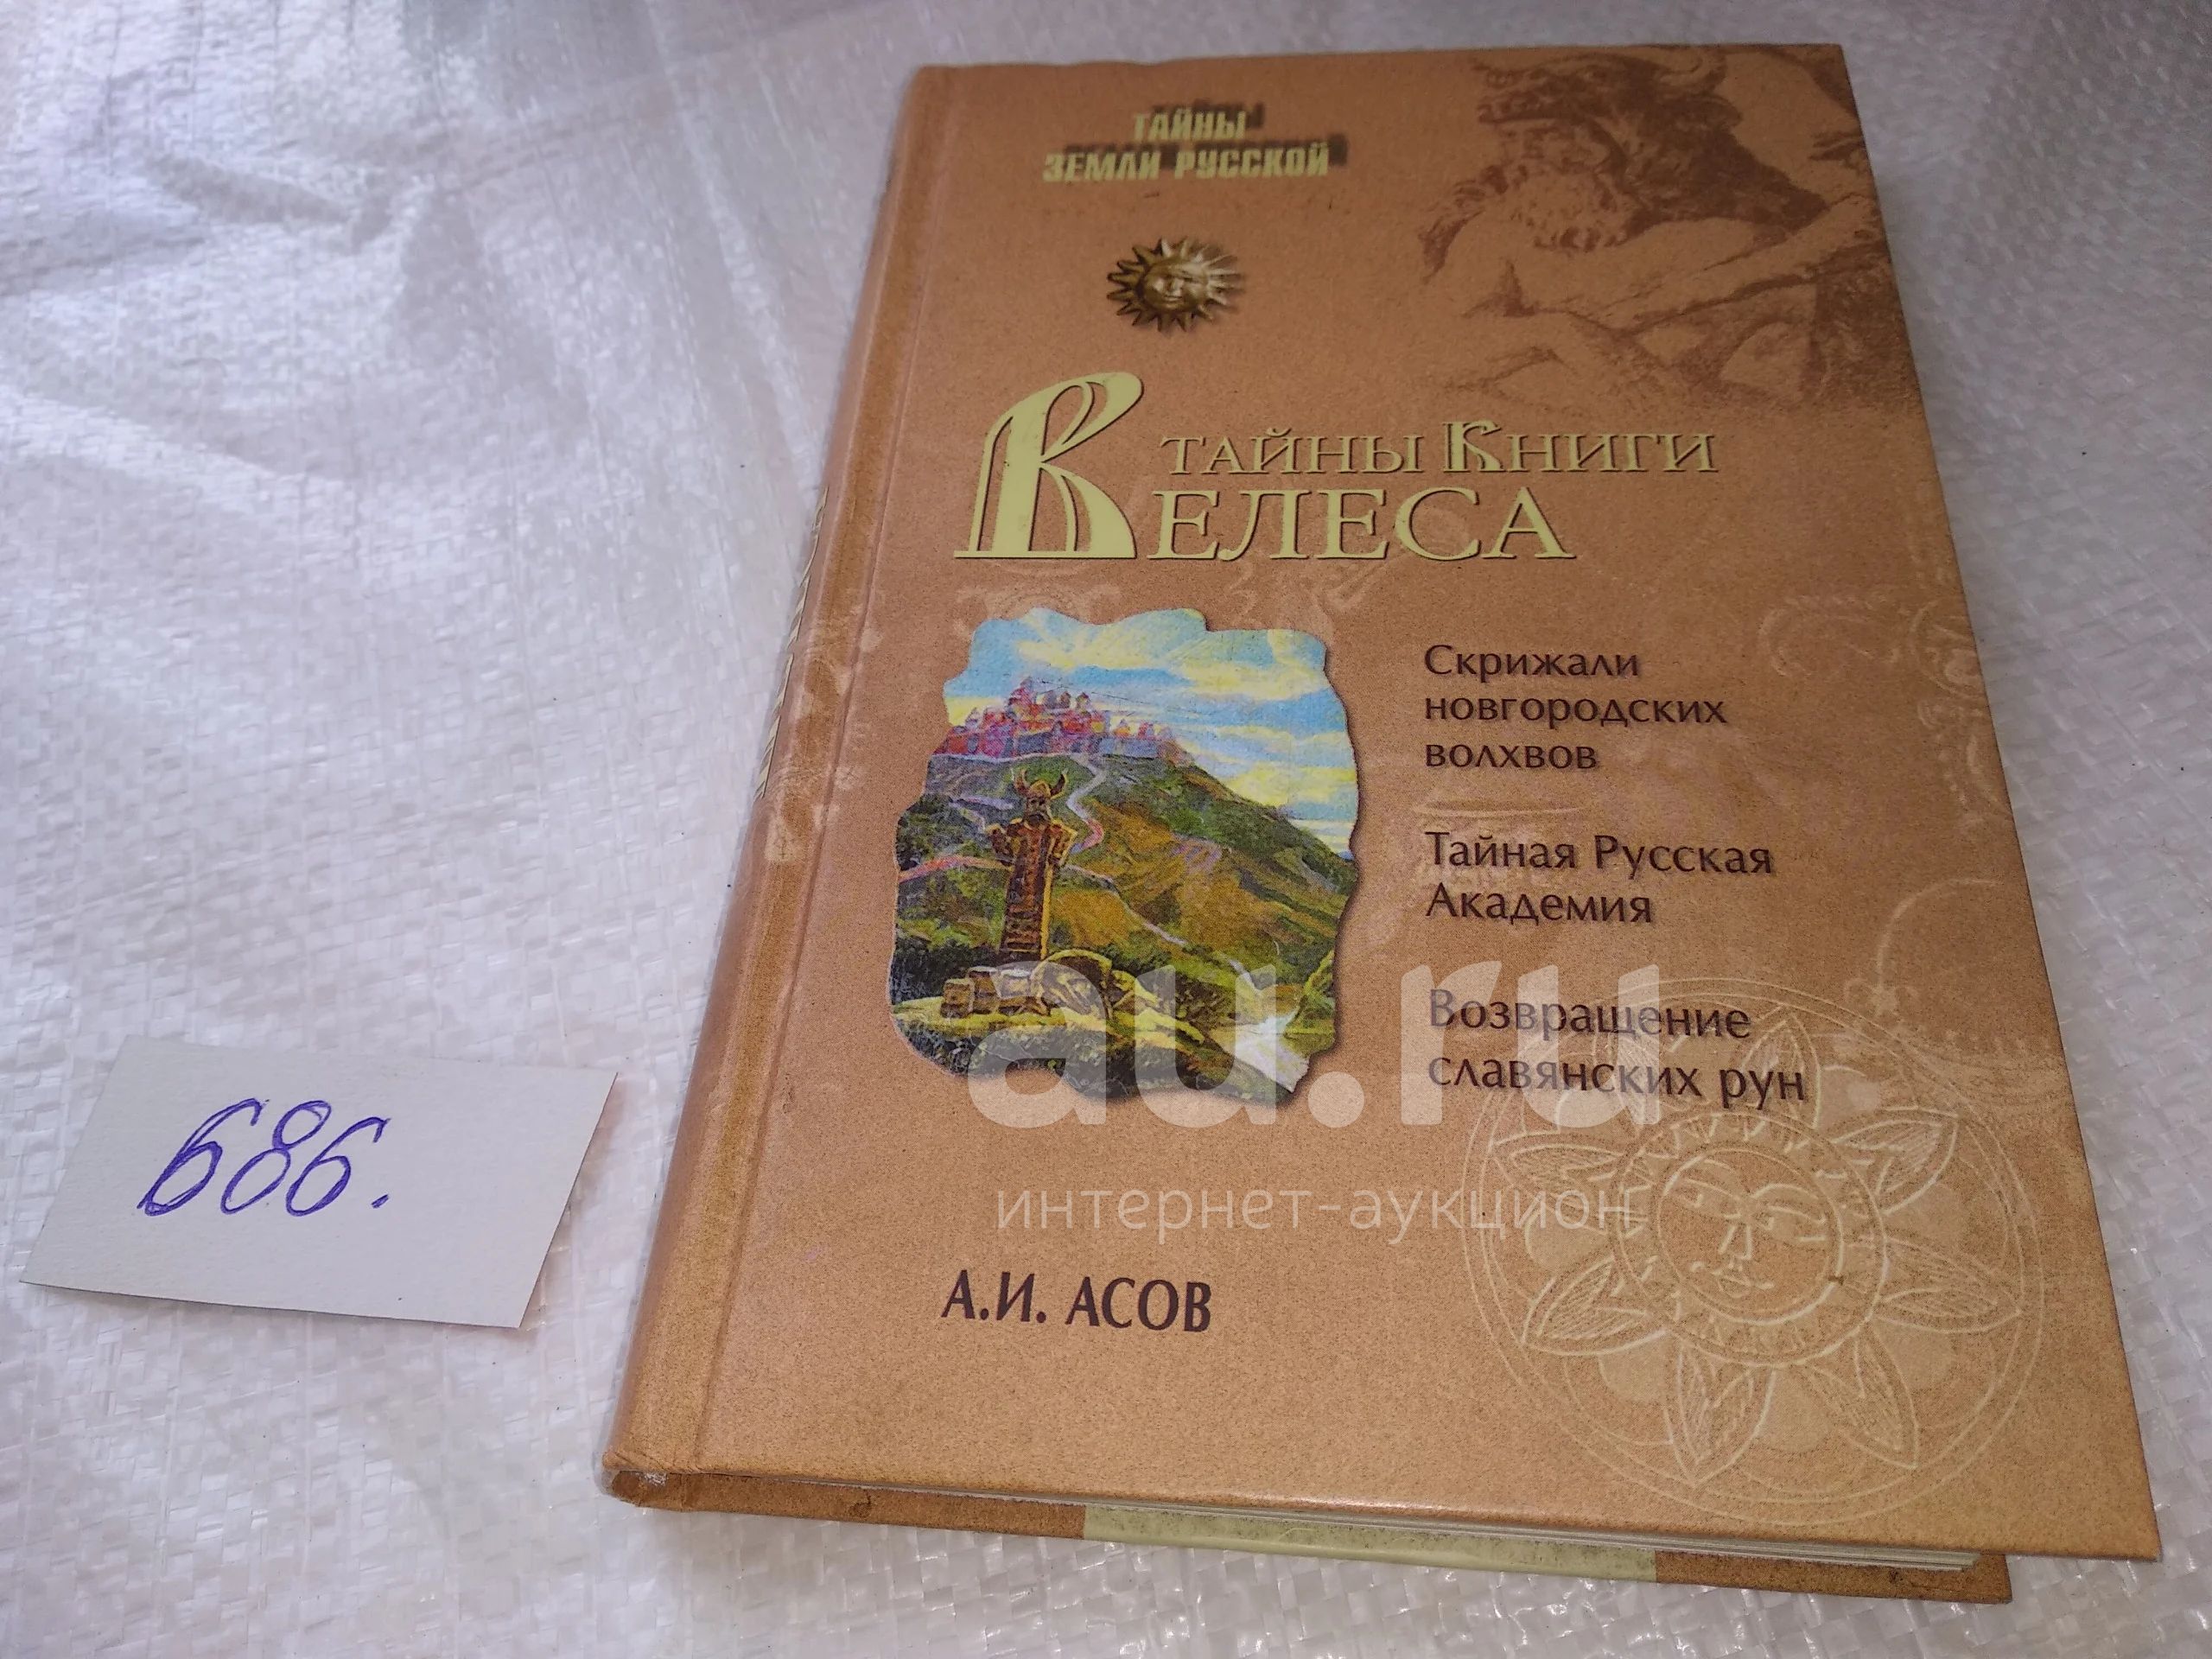 ТАЙНЫ
ЗЕМЛИ РУССКОЙ
ТАЙНЫ КНИГИ
ВЕЛЕСА
Скрижали
новгородских
волхвов
Тайная Русская
Академия
Возвращение
славянских рун
au.ru
интернет-аукцион
А.И. АСОВ
686.